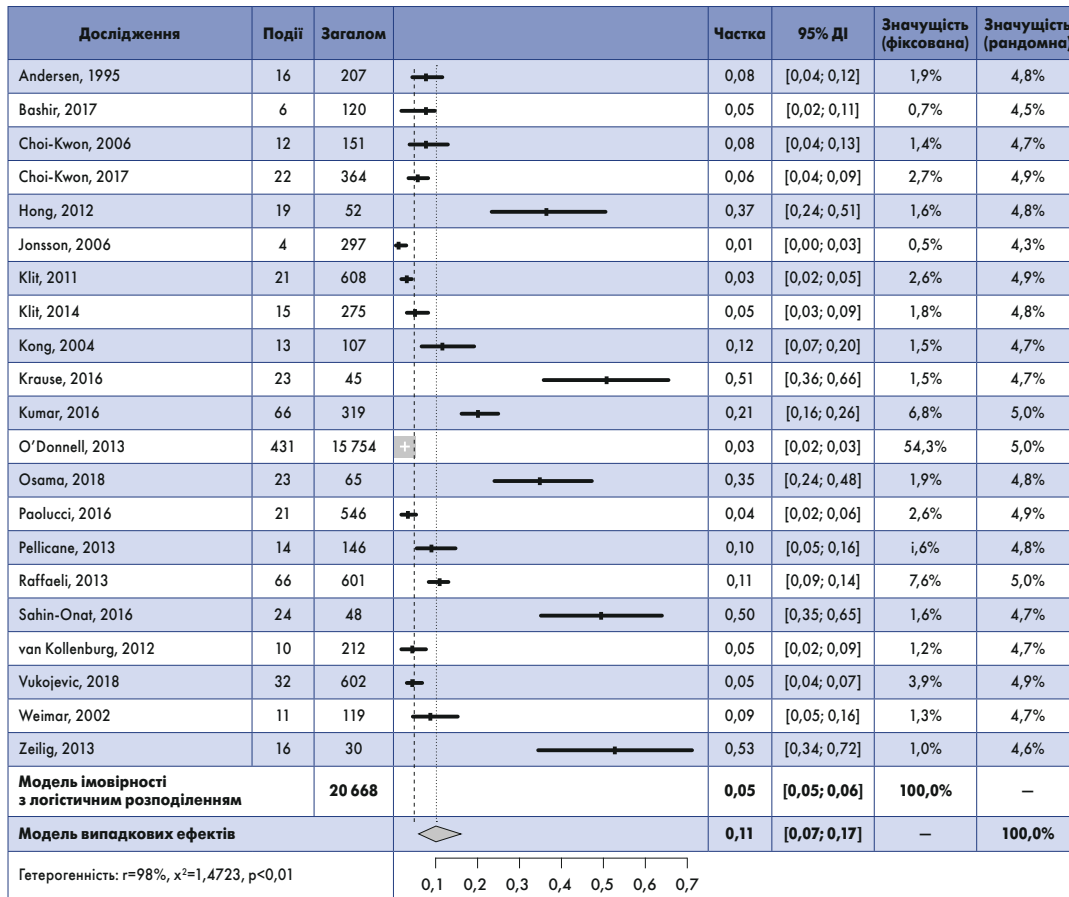 Дослідження Події Загалом Частка 95% ДІ Значущість (фіксована) Значущість (рандомна)
Andersen, 1995 16 207 0,08 [0,04; 0,12] 1,9% 4,8%
Bashir, 2017 6 120 0,05 [0,02; 0,11] 0,7% 4,5%
Choi-Kwon, 2006 12 151 0,08 [0,04; 0,13] 1,4% 4,7%
Choi-Kwon, 2017 22 364 0,06 [0,04; 0,09] 2,7% 4,9%
Hong, 2012 19 52 0,37 [0,24; 0,51] 1,6% 4,8%
Jonsson, 2006 4 297 0,01 [0,00; 0,03] 0,5% 4,3%
Klit, 2011 21 608 0,03 [0,02; 0,05] 2,6% 4,9%
Klit, 2014 15 275 0,05 [0,03; 0,09] 1,8% 4,8%
Kong, 2004 13 107 0,12 [0,07; 0,20] 1,5% 4,7%
Krause, 2016 23 45 0,51 [0,36; 0,66] 1,5% 4,7%
Kumar, 2016 66 319 0,21 [0,16; 0,26] 6,8% 5,0%
O'Donnell, 2013 431 15 754 0,03 [0,02; 0,03] 54,3% 5,0%
Osama, 2018 23 65 0,35 [0,24; 0,48] 1,9% 4,8%
Paolucci, 2016 21 546 0,04 [0,02; 0,06] 2,6% 4,9%
Pellicane, 2013 14 146 0,10 [0,05; 0,16] i,6% 4,8%
Raffaeli, 2013 66 601 0,11 [0,09; 0,14] 7,6% 5,0%
Sahin-Onat, 2016 24 48 0,50 [0,35; 0,65] 1,6% 4,7%
van Kollenburg, 2012 10 212 0,05 [0,02; 0,09] 1,2% 4,7%
Vukojevic, 2018 32 602 0,05 [0,04; 0,07] 3,9% 4,9%
Weimar, 2002 11 119 0,09 [0,05; 0,16] 1,3% 4,7%
Zeilig, 2013 16 30 0,53 [0,34; 0,72] 1,0% 4,6%
Модель імовірності
з логістичним розподіленням 20 668 0,05 [0,05; 0,06] 100,0% –
Модель випадкових ефектів 0,11 [0,07; 0,17] – 100,0%
Гетерогенність: r=98%, x²=1,4723, p<0,01
0,1 0,2 0,3 0,4 0,5 0,6 0,7